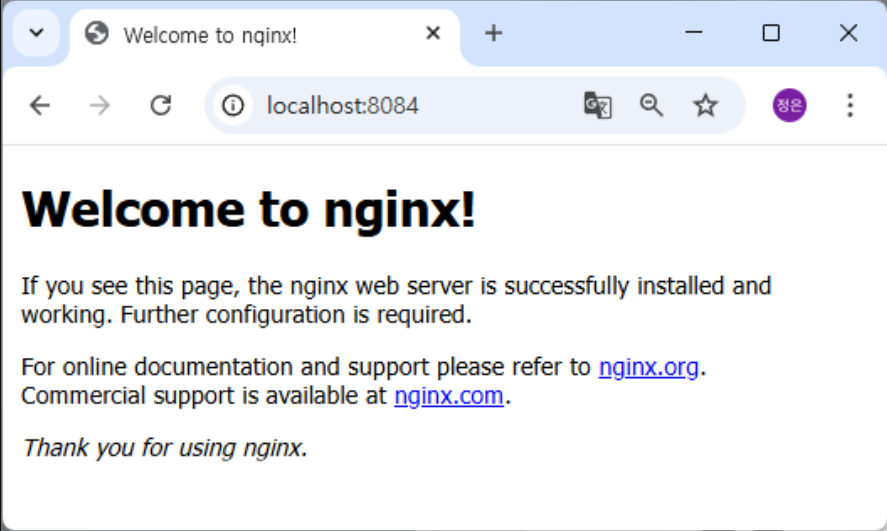 Welcome to nginx!
localhost:8084
정은
Welcome to nginx!
If you see this page, the nginx web server is successfully installed and
working. Further configuration is required.
For online documentation and support please refer to nginx.org.
Commercial support is available at nginx.com.
Thank you for using nginx.